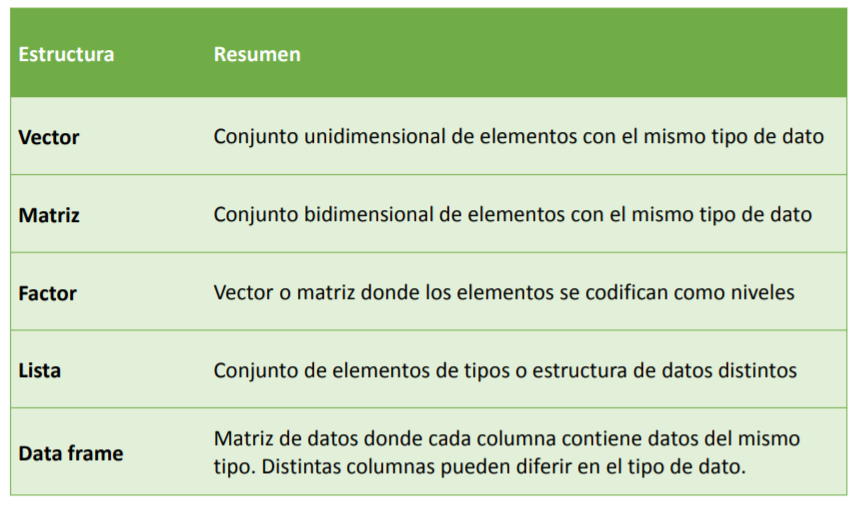 Estructura Resumen
Vector Conjunto unidimensional de elementos con el mismo tipo de dato
Matriz Conjunto bidimensional de elementos con el mismo tipo de dato
Factor Vector o matriz donde los elementos se codifican como niveles
Lista Conjunto de elementos de tipos o estructura de datos distintos
Data frame Matriz de datos donde cada columna contiene datos del mismo
tipo. Distintas columnas pueden diferir en el tipo de dato.